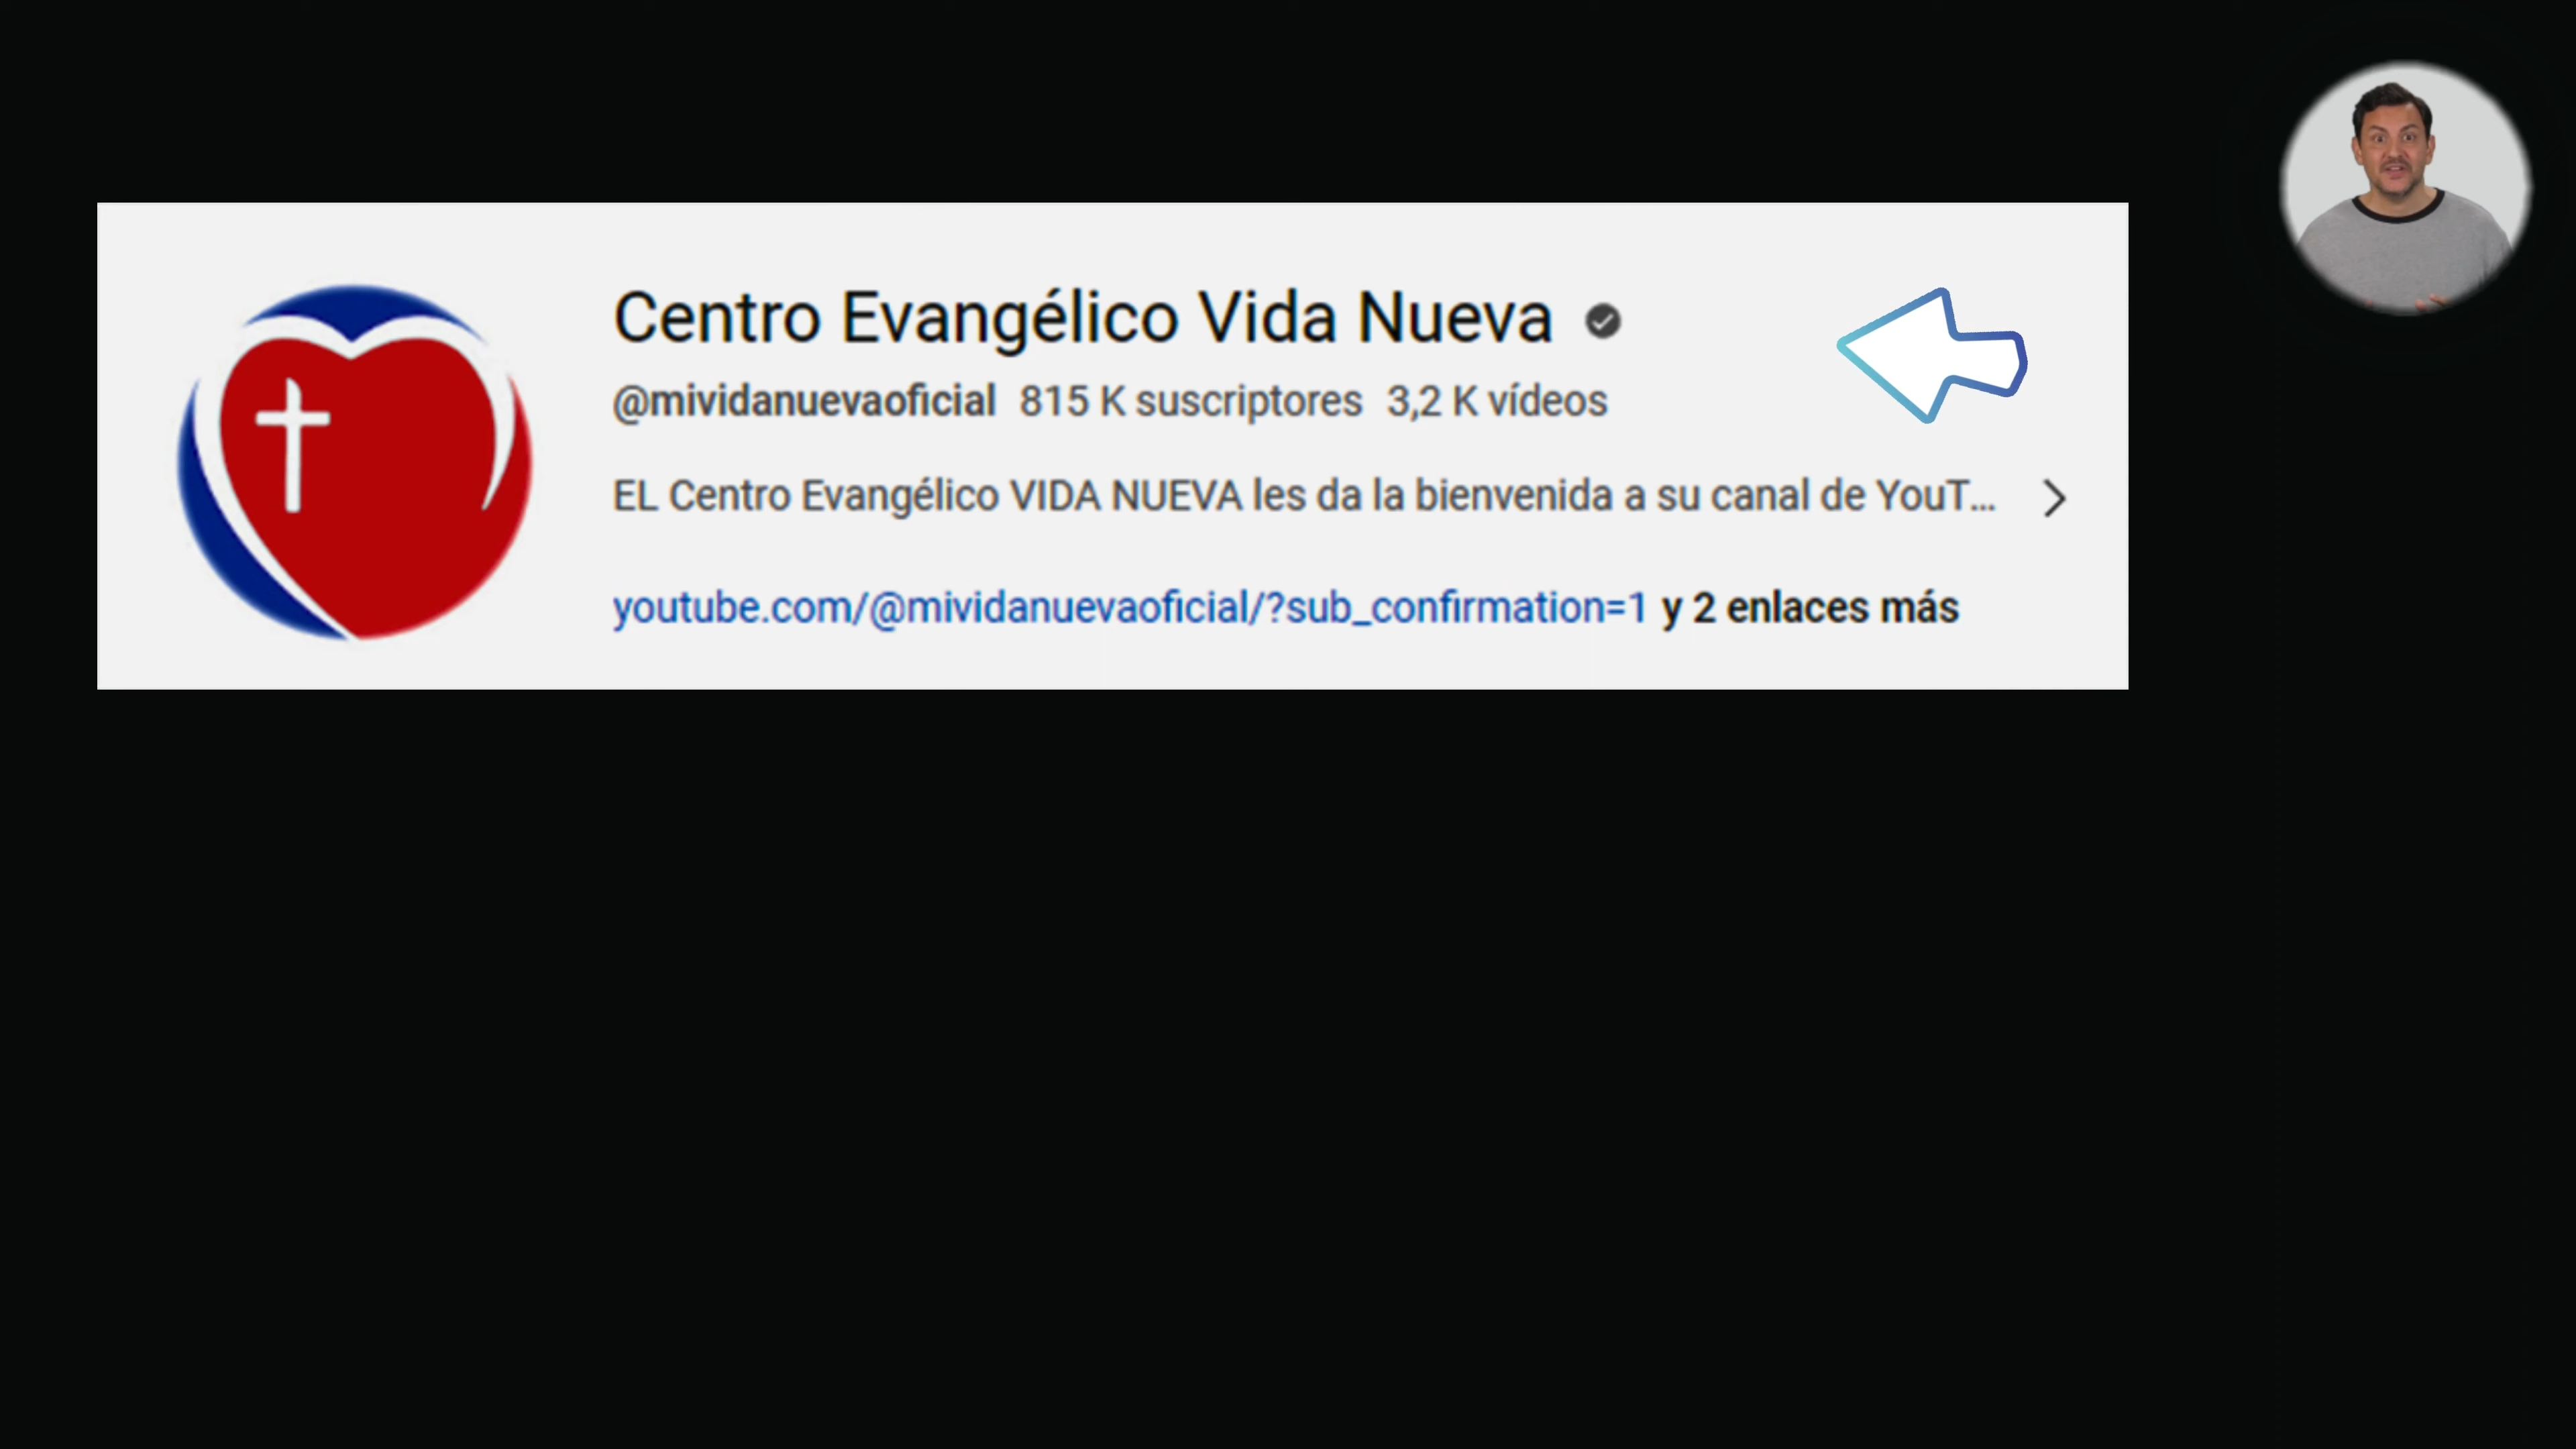 Centro Evangélico Vida Nueva
@mividanuevaoficial 815 K suscriptores 3,2 K vídeos
EL Centro Evangélico VIDA NUEVA les da la bienvenida a su canal de YouT...
youtube.com/@mividanuevaoficial/?sub_confirmation=1 y 2 enlaces más